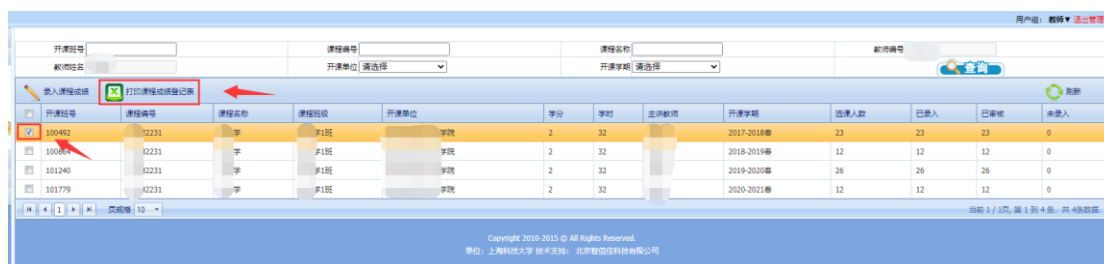 用户组： 教师▼ 退出管理
开课班号 课程编号 课程名称 教师编号
教师姓名 开课单位 请选择 开课学期 请选择 查询
录入课程成绩 打印课程成绩登记表 刷新
开课班号 课程编号 课程名称 课程班级 开课单位 学分 学时 主讲教师 开课学期 选课人数 已录入 已审核 未录入
100492 2231 学 学1班 学院 2 32 2017-2018春 23 23 23 0
100864 2231 学 学1班 学院 2 32 2018-2019春 12 12 12 0
101240 2231 学 学1班 学院 2 32 2019-2020春 26 26 26 0
101779 2231 学 学1班 学院 2 32 2020-2021春 12 12 12 0
1 页规格 10 当前 1 / 1页, 第 1 到 4 条, 共 4条数据.
Copyright 2010-2015 © All Rights Reserved.
单位：上海科技大学 技术支持： 北京智信佳科技有限公司